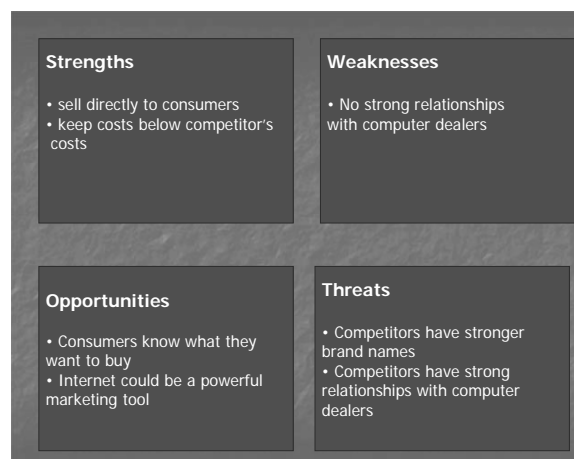 Strengths
• sell directly to consumers
• keep costs below competitor's
costs
Weaknesses
• No strong relationships
with computer dealers
Opportunities
• Consumers know what they
want to buy
• Internet could be a powerful
marketing tool
Threats
• Competitors have stronger
brand names
• Competitors have strong
relationships with computer
dealers